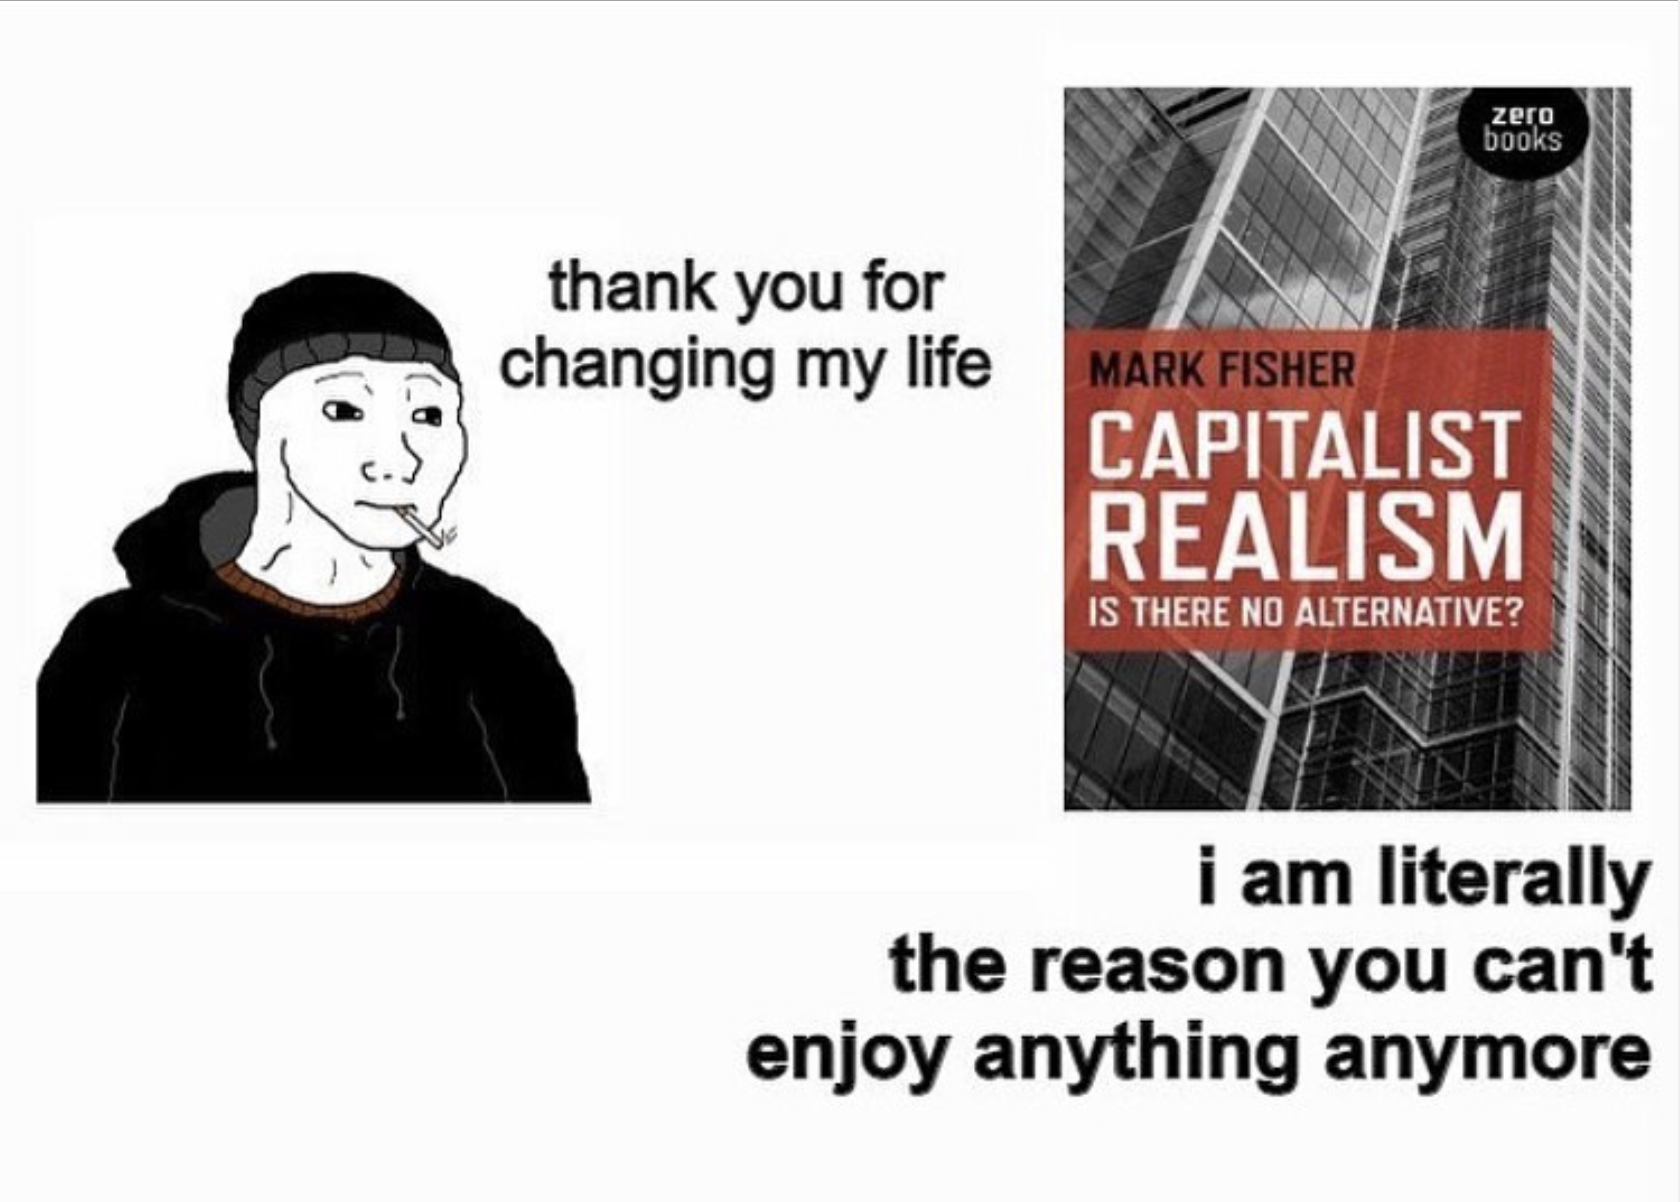 thank you for
changing my life
zero
books
MARK FISHER
CAPITALIST
REALISM
IS THERE NO ALTERNATIVE?
i am literally
the reason you can't
enjoy anything anymore